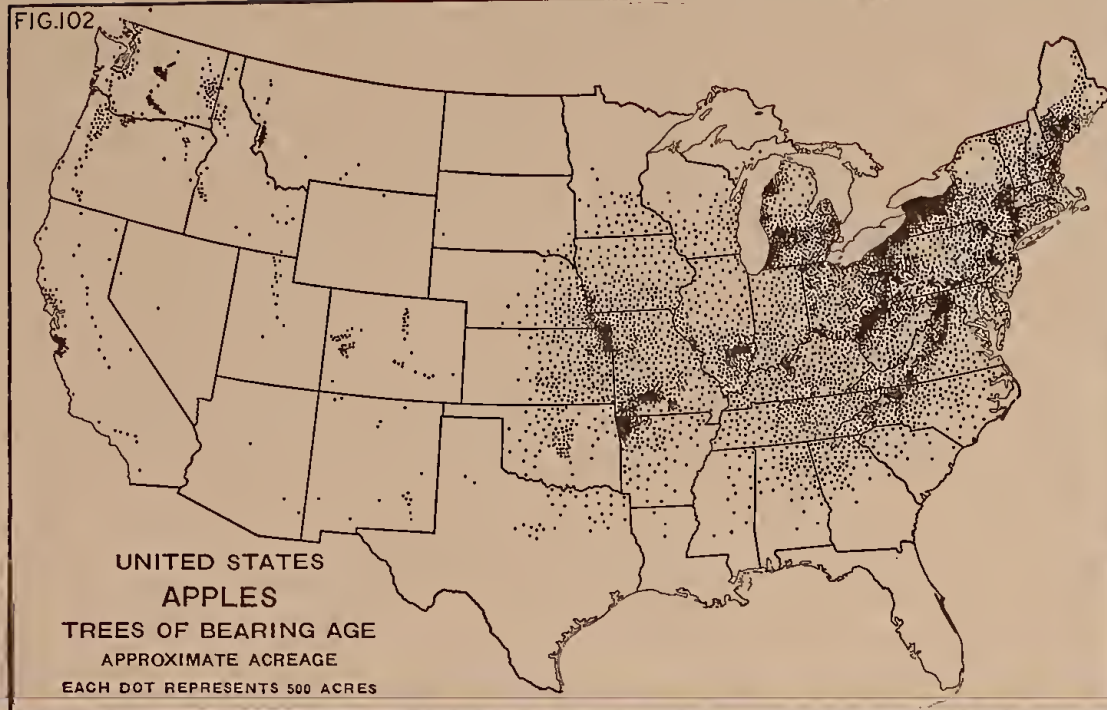 FIG.102
UNITED STATES
APPLES
TREES OF BEARING AGE
APPROXIMATE ACREAGE
EACH DOT REPRESENTS 500 ACRES